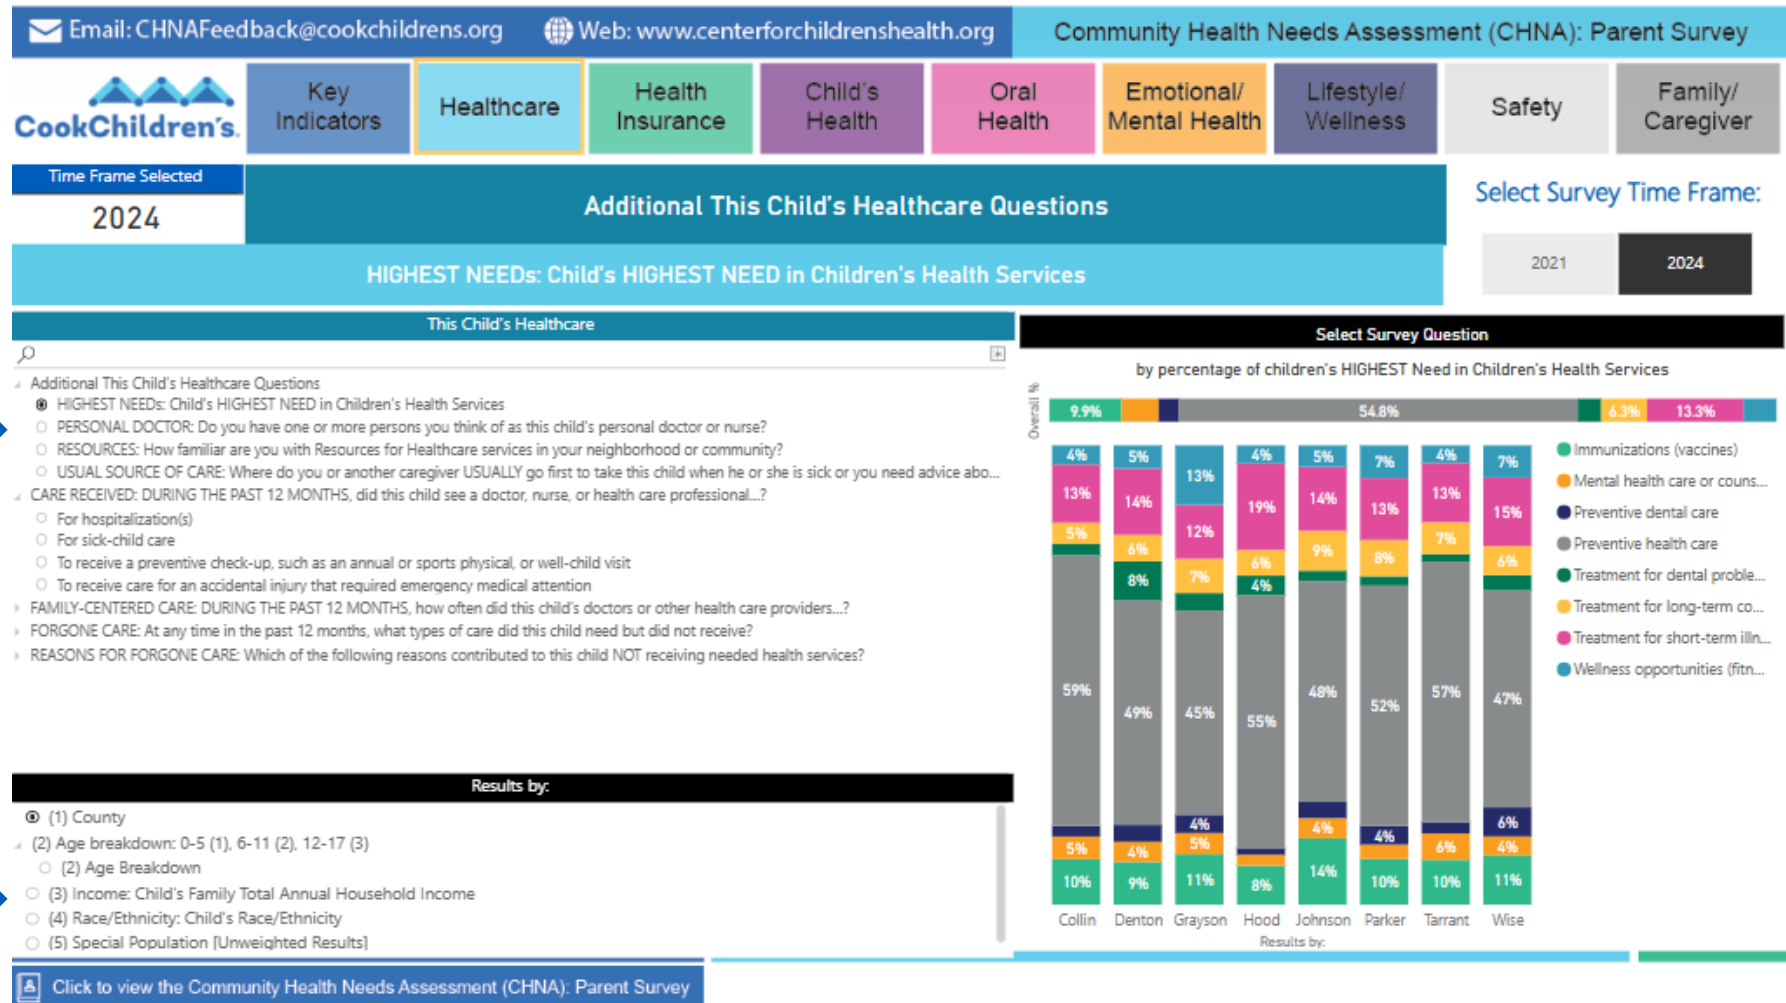 Email: CHNAFeedback@cookchildrens.org
Web: www.centerforchildrenshealth.org
Community Health Needs Assessment (CHNA): Parent Survey
CookChildren's.
Key Indicators
Healthcare
Health Insurance
Child's Health
Oral Health
Emotional/ Mental Health
Lifestyle/ Wellness
Safety
Family/ Caregiver
Time Frame Selected
2024
Additional This Child's Healthcare Questions
Select Survey Time Frame:
2021
2024
HIGHEST NEEDs: Child's HIGHEST NEED in Children's Health Services
This Child's Healthcare
Additional This Child's Healthcare Questions
HIGHEST NEEDs: Child's HIGHEST NEED in Children's Health Services
PERSONAL DOCTOR: Do you have one or more persons you think of as this child's personal doctor or nurse?
RESOURCES: How familiar are you with Resources for Healthcare services in your neighborhood or community?
USUAL SOURCE OF CARE: Where do you or another caregiver USUALLY go first to take this child when he or she is sick or you need advice abo...
CARE RECEIVED: DURING THE PAST 12 MONTHS, did this child see a doctor, nurse, or health care professional...?
For hospitalization(s)
For sick-child care
To receive a preventive check-up, such as an annual or sports physical, or well-child visit
To receive care for an accidental injury that required emergency medical attention
FAMILY-CENTERED CARE: DURING THE PAST 12 MONTHS, how often did this child's doctors or other health care providers...?
FORGONE CARE: At any time in the past 12 months, what types of care did this child need but did not receive?
REASONS FOR FORGONE CARE: Which of the following reasons contributed to this child NOT receiving needed health services?
Results by:
(1) County
(2) Age breakdown: 0-5 (1), 6-11 (2), 12-17 (3)
(2) Age Breakdown
(3) Income: Child's Family Total Annual Household Income
(4) Race/Ethnicity: Child's Race/Ethnicity
(5) Special Population [Unweighted Results]
Click to view the Community Health Needs Assessment (CHNA): Parent Survey
Select Survey Question
by percentage of children's HIGHEST Need in Children's Health Services
Overall %
9.9% 54.8% 6.3% 13.3%
4% 13% 5% 59% 5% 10%
5% 14% 6% 8% 49% 4% 9%
13% 12% 7% 45% 4% 5% 11%
4% 19% 6% 4% 55% 8%
5% 14% 9% 48% 4% 14%
7% 13% 8% 52% 4% 10%
4% 13% 7% 57% 6% 10%
7% 15% 6% 47% 6% 4% 11%
Collin Denton Grayson Hood Johnson Parker Tarrant Wise
Results by:
Immunizations (vaccines)
Mental health care or couns...
Preventive dental care
Preventive health care
Treatment for dental proble...
Treatment for long-term co...
Treatment for short-term illn...
Wellness opportunities (fitn...